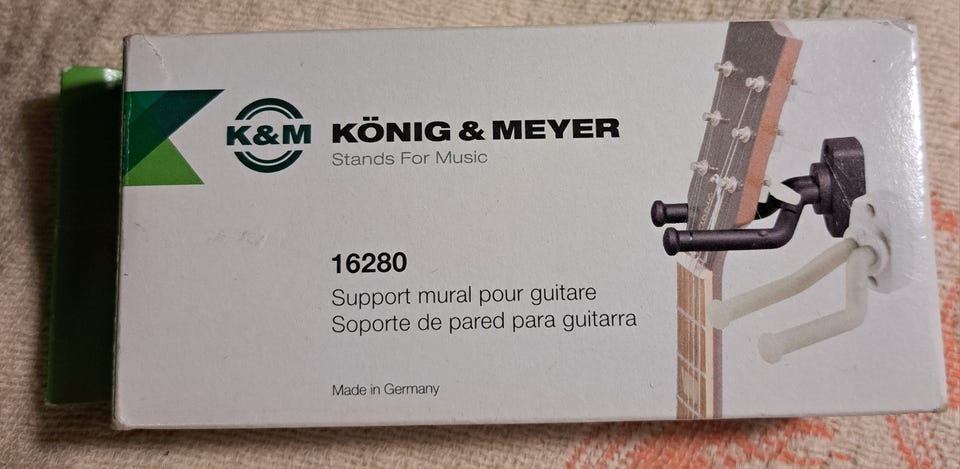 K&M
KÖNIG & MEYER
Stands For Music
16280
Support mural pour guitare
Soporte de pared para guitarra
Made in Germany